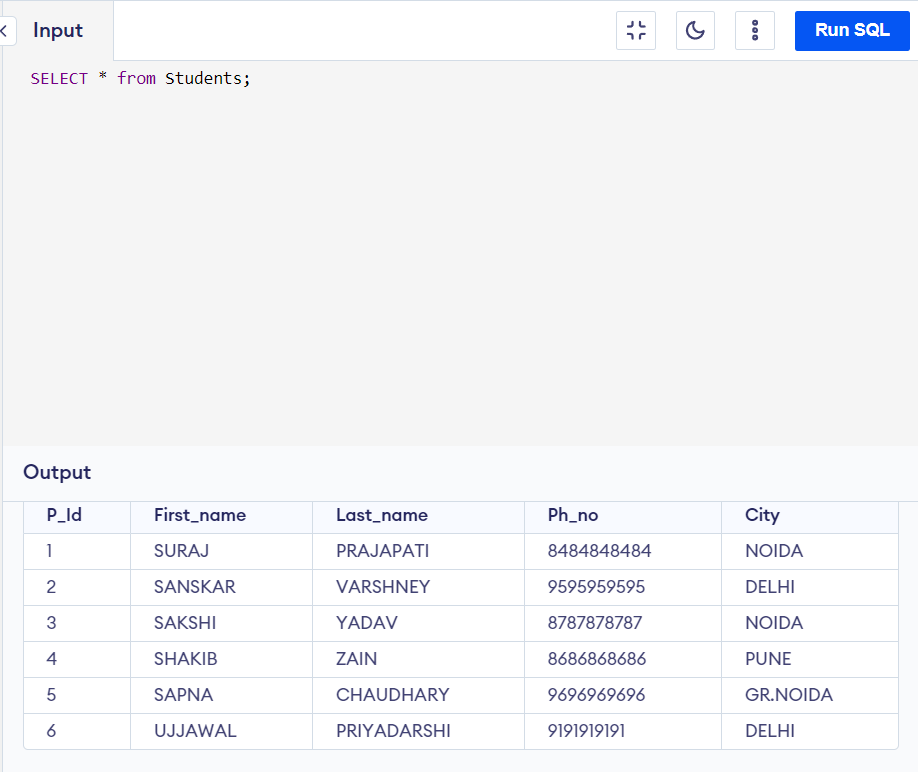 Input
Run SQL
SELECT * from Students;
Output
P_Id First_name Last_name Ph_no City
1 SURAJ PRAJAPATI 8484848484 NOIDA
2 SANSKAR VARSHNEY 9595959595 DELHI
3 SAKSHI YADAV 8787878787 NOIDA
4 SHAKIB ZAIN 8686868686 PUNE
5 SAPNA CHAUDHARY 9696969696 GR.NOIDA
6 UJJAWAL PRIYADARSHI 9191919191 DELHI